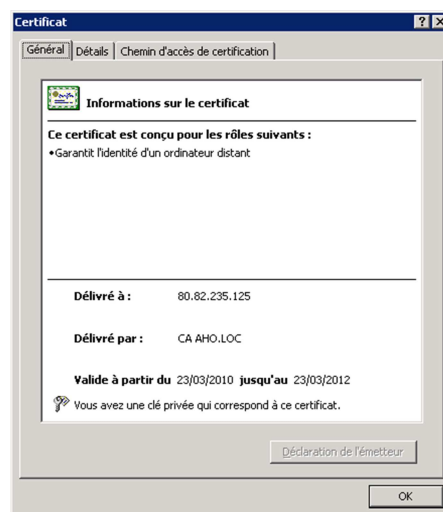 Certificat
Général Détails Chemin d'accès de certification
Informations sur le certificat
Ce certificat est conçu pour les rôles suivants :
•Garantit l'identité d'un ordinateur distant
Délivré à : 80.82.235.125
Délivré par : CA AHO.LOC
Valide à partir du 23/03/2010 jusqu'au 23/03/2012
Vous avez une clé privée qui correspond à ce certificat.
Déclaration de l'émetteur
OK